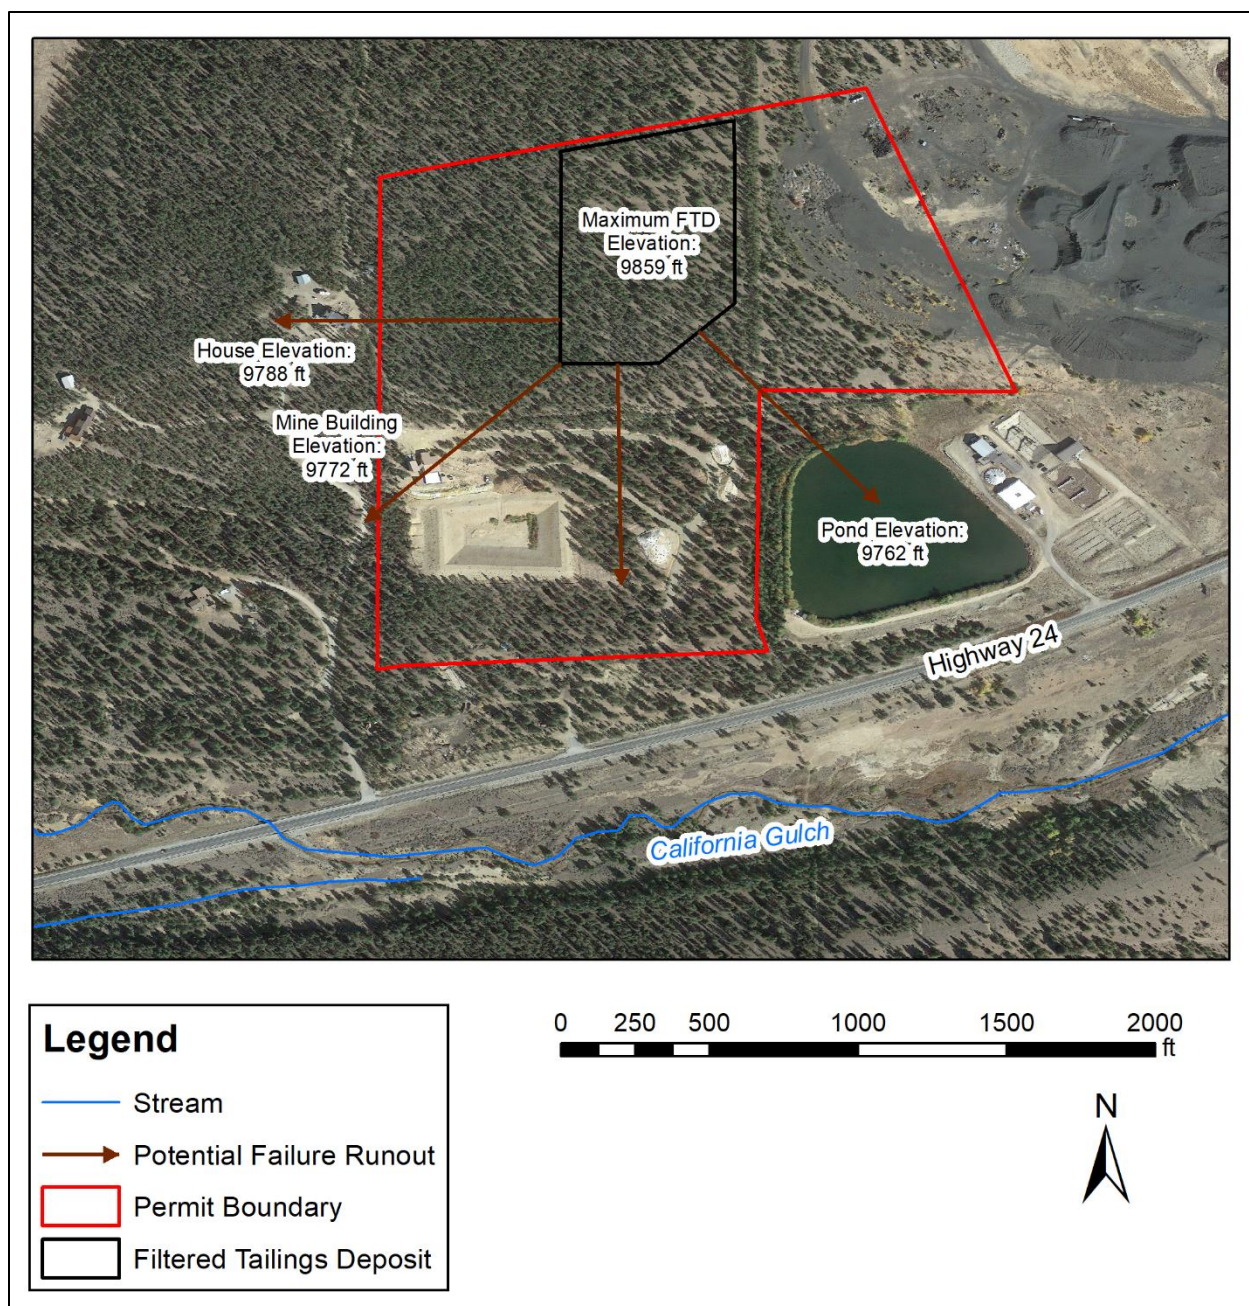 Maximum FTD
Elevation:
9859 ft
House Elevation:
9788 ft
Mine Building
Elevation:
9772 ft
Pond Elevation:
9762 ft
Highway 24
California Gulch
Legend
Stream
Potential Failure Runout
Permit Boundary
Filtered Tailings Deposit
0 250 500 1000 1500 2000
ft
N